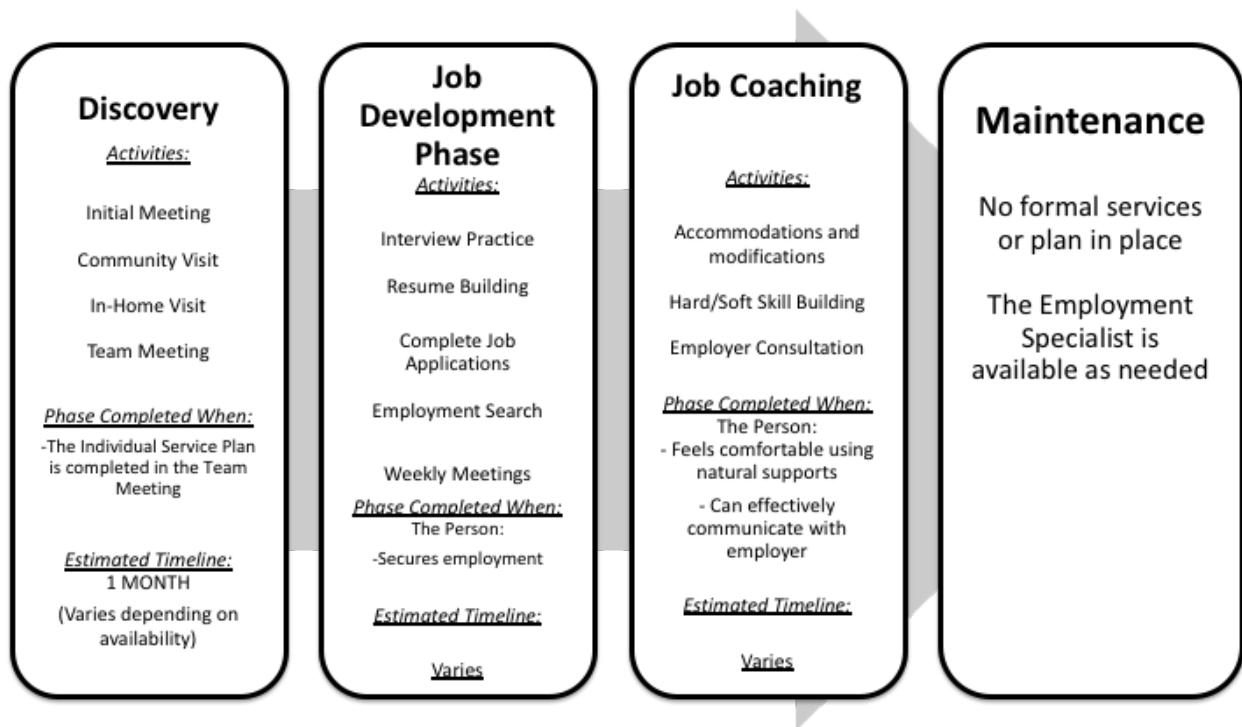 Discovery
Activities:
Initial Meeting
Community Visit
In-Home Visit
Team Meeting
Phase Completed When:
-The Individual Service Plan
is completed in the Team
Meeting
Estimated Timeline:
1 MONTH
(Varies depending on
availability)
Job
Development
Phase
Activities:
Interview Practice
Resume Building
Complete Job
Applications
Employment Search
Weekly Meetings
Phase Completed When:
The Person:
-Secures employment
Estimated Timeline:
Varies
Job Coaching
Activities:
Accommodations and
modifications
Hard/Soft Skill Building
Employer Consultation
Phase Completed When:
The Person:
- Feels comfortable using
natural supports
- Can effectively
communicate with
employer
Estimated Timeline:
Varies
Maintenance
No formal services
or plan in place
The Employment
Specialist is
available as needed